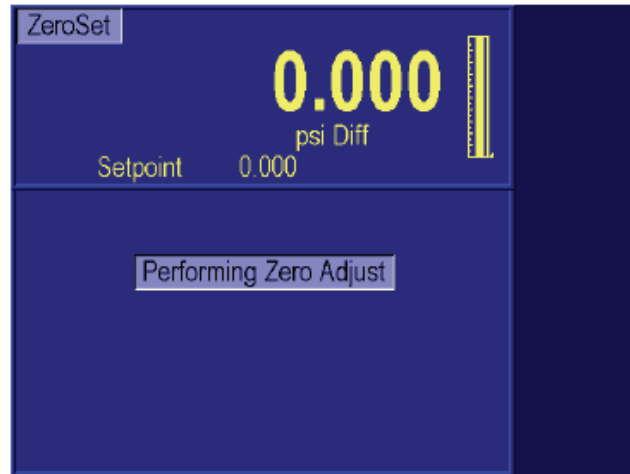 ZeroSet
0.000
psi Diff
Setpoint 0.000
Performing Zero Adjust